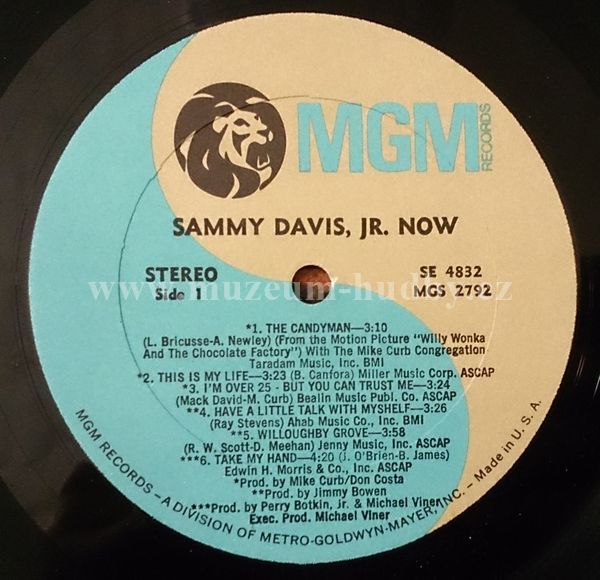 MGM
RECORDS
SAMMY DAVIS, JR. NOW
STEREO
Side 1
SE 4832
MGS 2792
www.muzeum-hudby.cz
*1. THE CANDYMAN—3:10
(L. Bricusse-A. Newley) (From the Motion Picture "Willy Wonka
And The Chocolate Factory") With The Mike Curb Congregation
Taradam Music, Inc. BMI
*2. THIS IS MY LIFE—3:23 (B. Canfora) Miller Music Corp. ASCAP
*3. I'M OVER 25 - BUT YOU CAN TRUST ME—3:24
(Mack David-M. Curb) Bealin Music Publ. Co. ASCAP
**4. HAVE A LITTLE TALK WITH MYSHELF—3:26
(Ray Stevens) Ahab Music Co., Inc. BMI
**5. WILLOUGHBY GROVE—3:58
(R. W. Scott-D. Meehan) Jenny Music, Inc. ASCAP
***6. TAKE MY HAND—4:20 (J. O'Brien-B. James)
Edwin H. Morris & Co., Inc. ASCAP
*Prod. by Mike Curb/Don Costa
**Prod. by Jimmy Bowen
***Prod. by Perry Botkin, Jr. & Michael Viner
Exec. Prod. Michael Viner
MGM RECORDS—A DIVISION OF METRO-GOLDWYN-MAYER, INC. – Made in U. S. A.